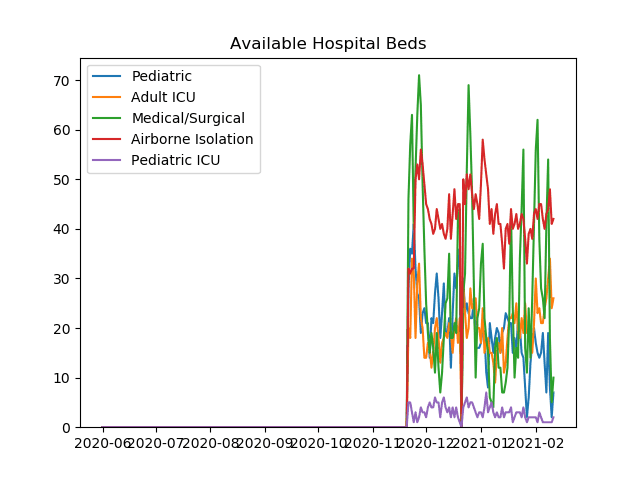 Available Hospital Beds
70
60
50
40
30
20
10
0
Pediatric
Adult ICU
Medical/Surgical
Airborne Isolation
Pediatric ICU
2020-06 2020-07 2020-08 2020-09 2020-10 2020-11 2020-12 2021-01 2021-02